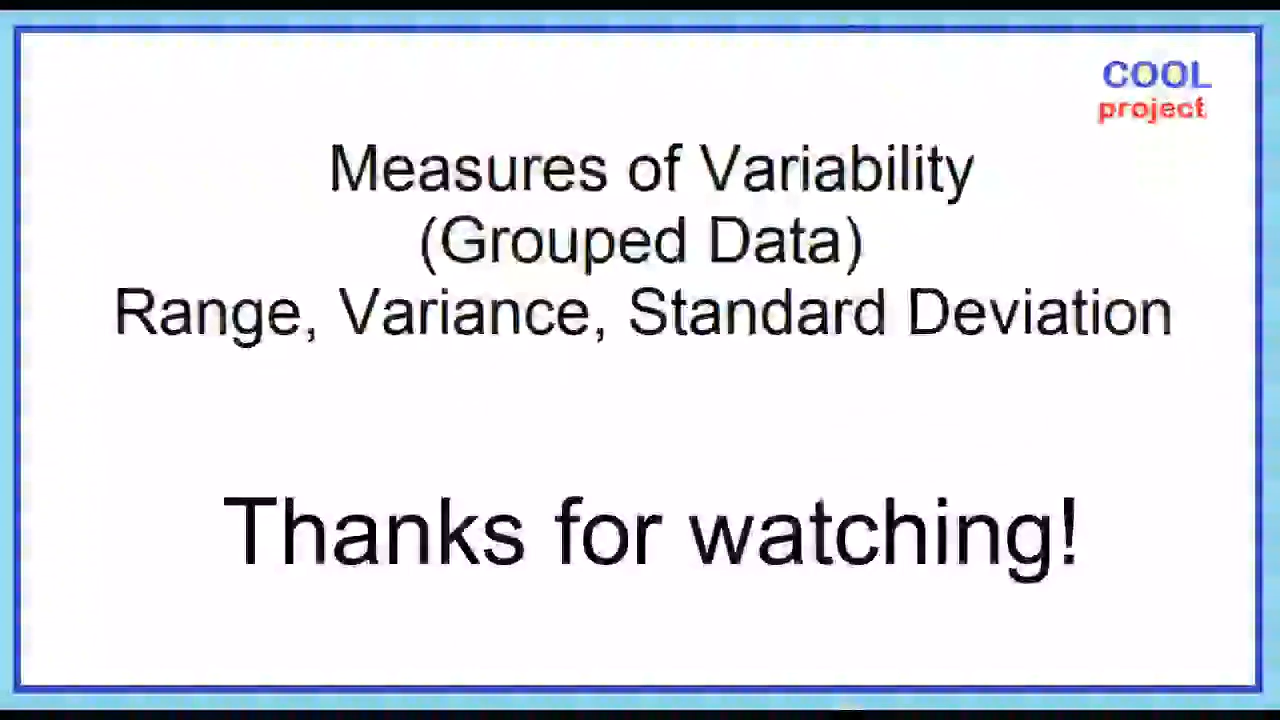 COOL
project
Measures of Variability
(Grouped Data)
Range, Variance, Standard Deviation
Thanks for watching!